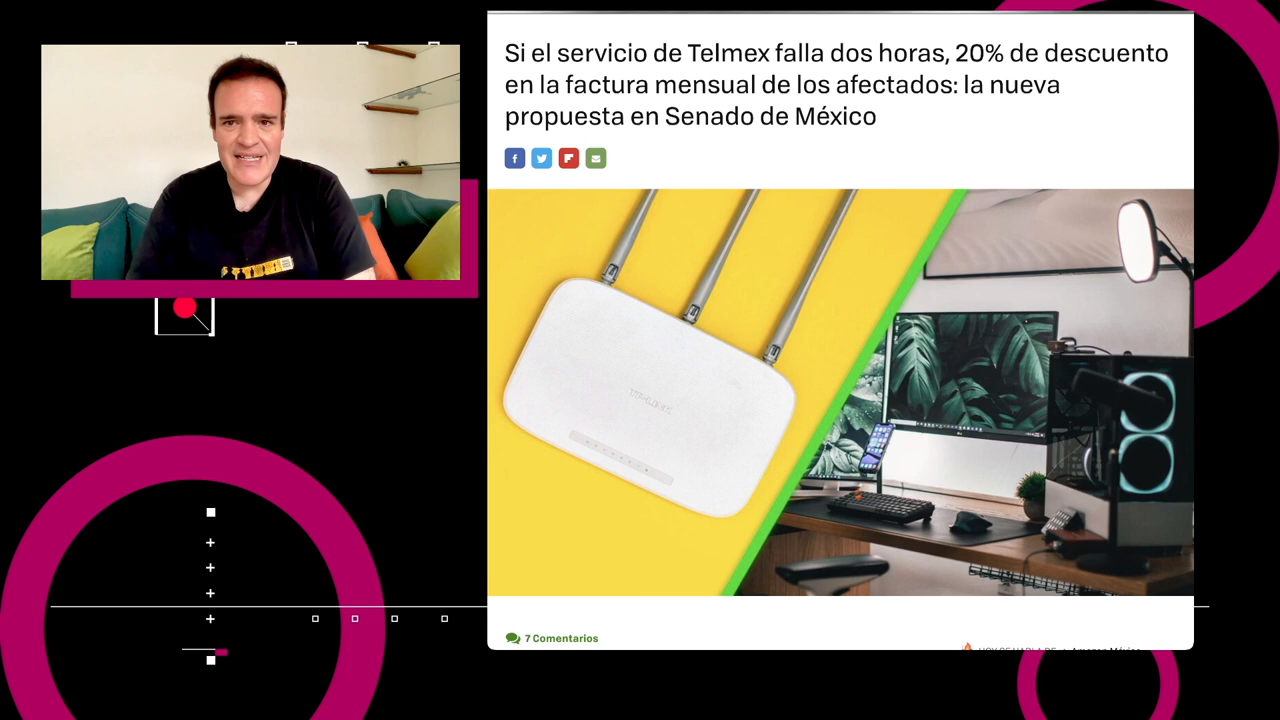 Si el servicio de Telmex falla dos horas, 20% de descuento
en la factura mensual de los afectados: la nueva
propuesta en Senado de México
7 Comentarios